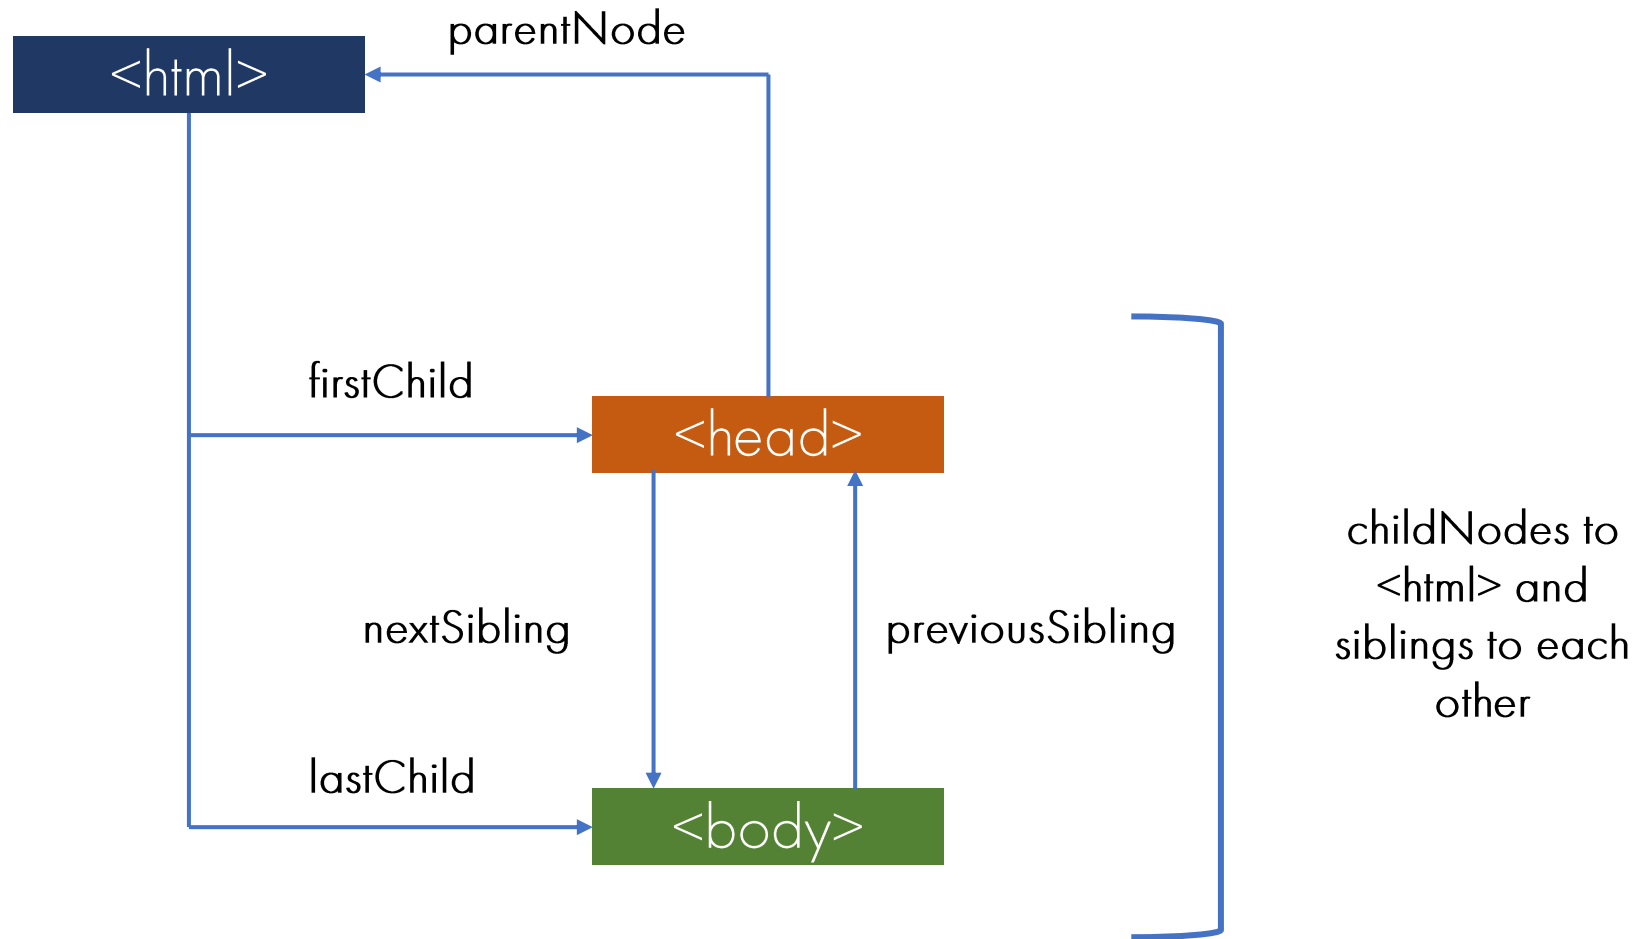 parentNode
<html>
firstChild
<head>
childNodes to
<html> and
siblings to each
other
nextSibling
previousSibling
lastChild
<body>